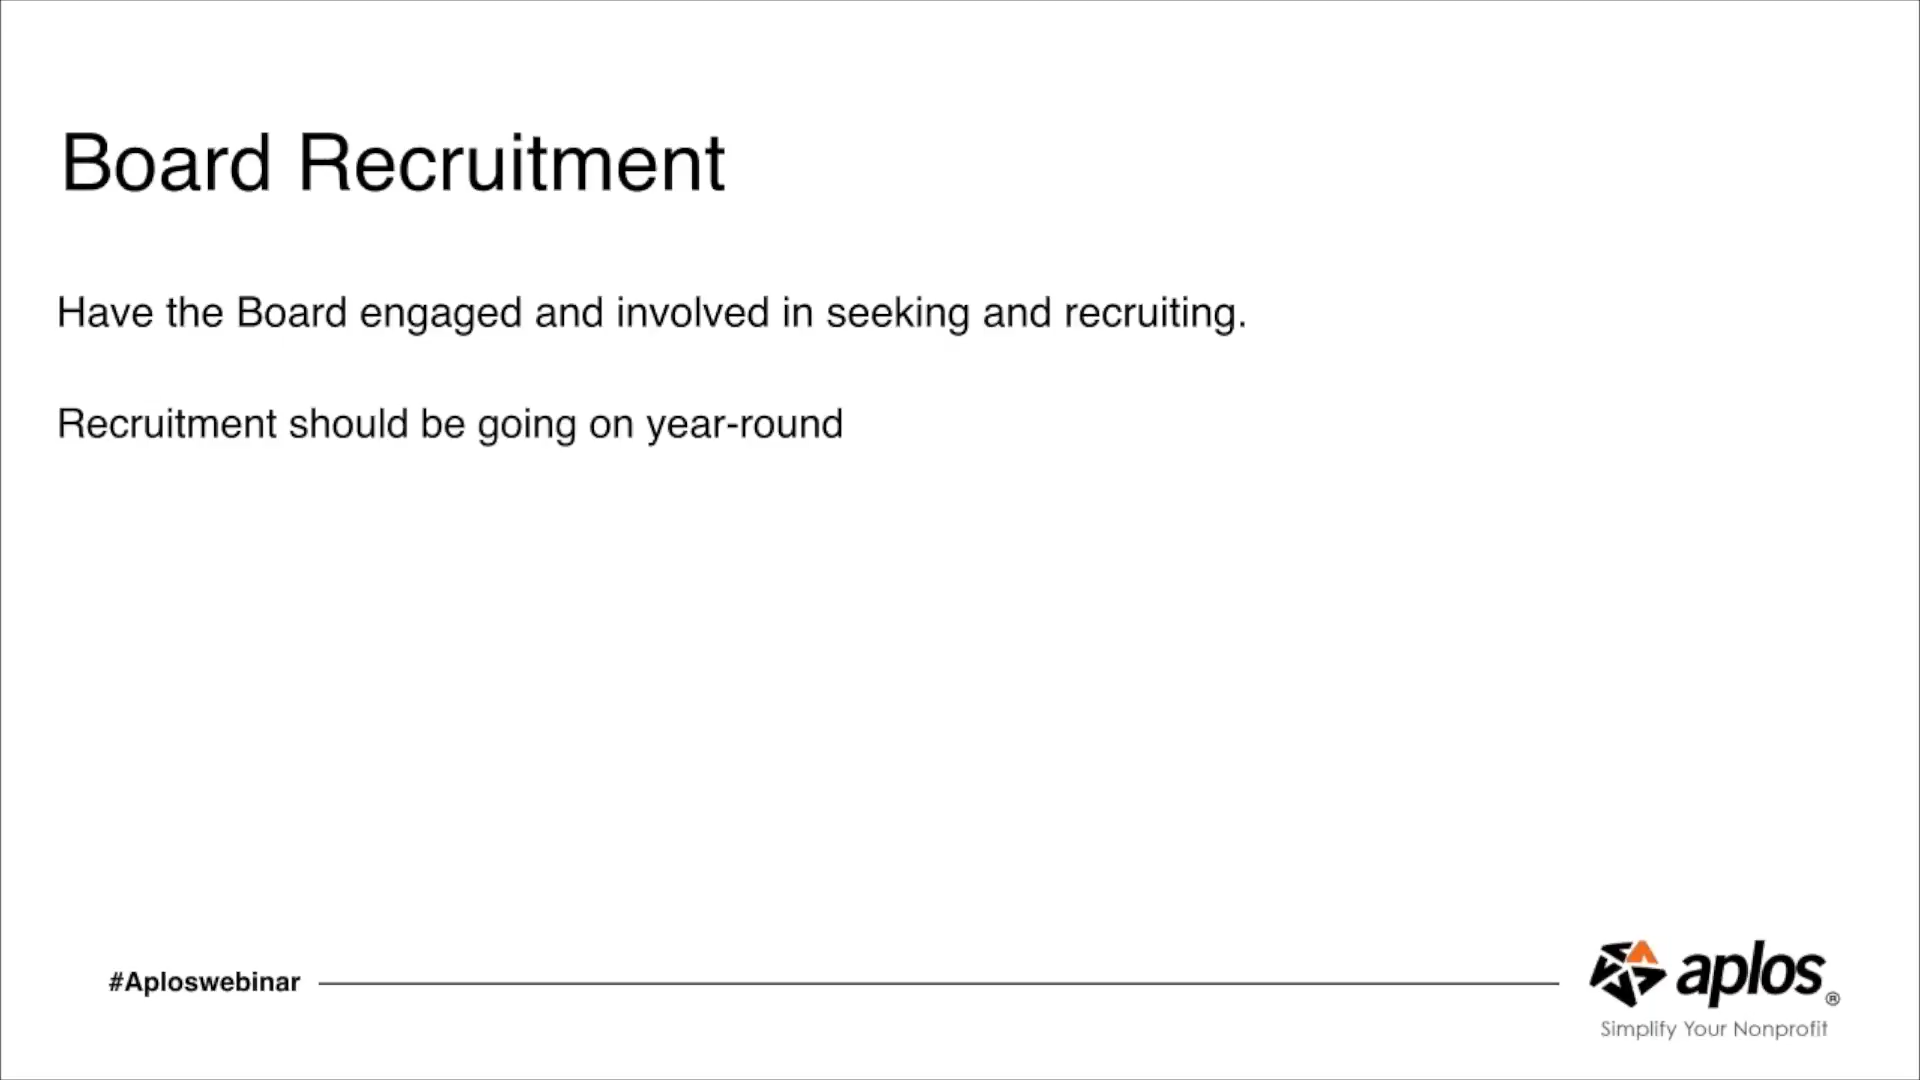 Board Recruitment
Have the Board engaged and involved in seeking and recruiting.
Recruitment should be going on year-round
#Aploswebinar
aplos®
Simplify Your Nonprofit